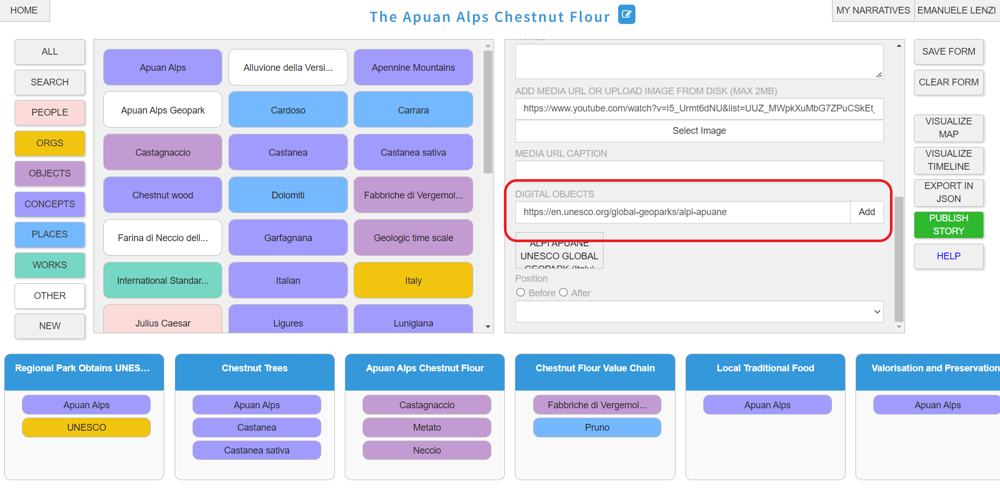 HOME
The Apuan Alps Chestnut Flour
MY NARRATIVES
EMANUELE LENZI
ALL
SEARCH
PEOPLE
ORGS
OBJECTS
CONCEPTS
PLACES
WORKS
OTHER
NEW
Apuan Alps
Alluvione della Versi...
Apennine Mountains
Apuan Alps Geopark
Cardoso
Carrara
Castagnaccio
Castanea
Castanea sativa
Chestnut wood
Dolomiti
Fabbriche di Vergemol...
Farina di Neccio dell...
Garfagnana
Geologic time scale
International Standar...
Italian
Italy
Julius Caesar
Ligures
Lunigiana
ADD MEDIA URL OR UPLOAD IMAGE FROM DISK (MAX 2MB)
https://www.youtube.com/watch?v=I5_Urmt6dNU&list=UUZ_MWpkXuMbG7ZPuCSkEt_
Select Image
MEDIA URL CAPTION
DIGITAL OBJECTS
https://en.unesco.org/global-geoparks/alpi-apuane
Add
ALPI APUANE
UNESCO GLOBAL
GEOPARK (Italy)
Position
Before
After
SAVE FORM
CLEAR FORM
VISUALIZE
MAP
VISUALIZE
TIMELINE
EXPORT IN
JSON
PUBLISH
STORY
HELP
Regional Park Obtains UNES...
Apuan Alps
UNESCO
Chestnut Trees
Apuan Alps
Castanea
Castanea sativa
Apuan Alps Chestnut Flour
Castagnaccio
Metato
Neccio
Chestnut Flour Value Chain
Fabbriche di Vergemol...
Pruno
Local Traditional Food
Apuan Alps
Valorisation and Preservation
Apuan Alps